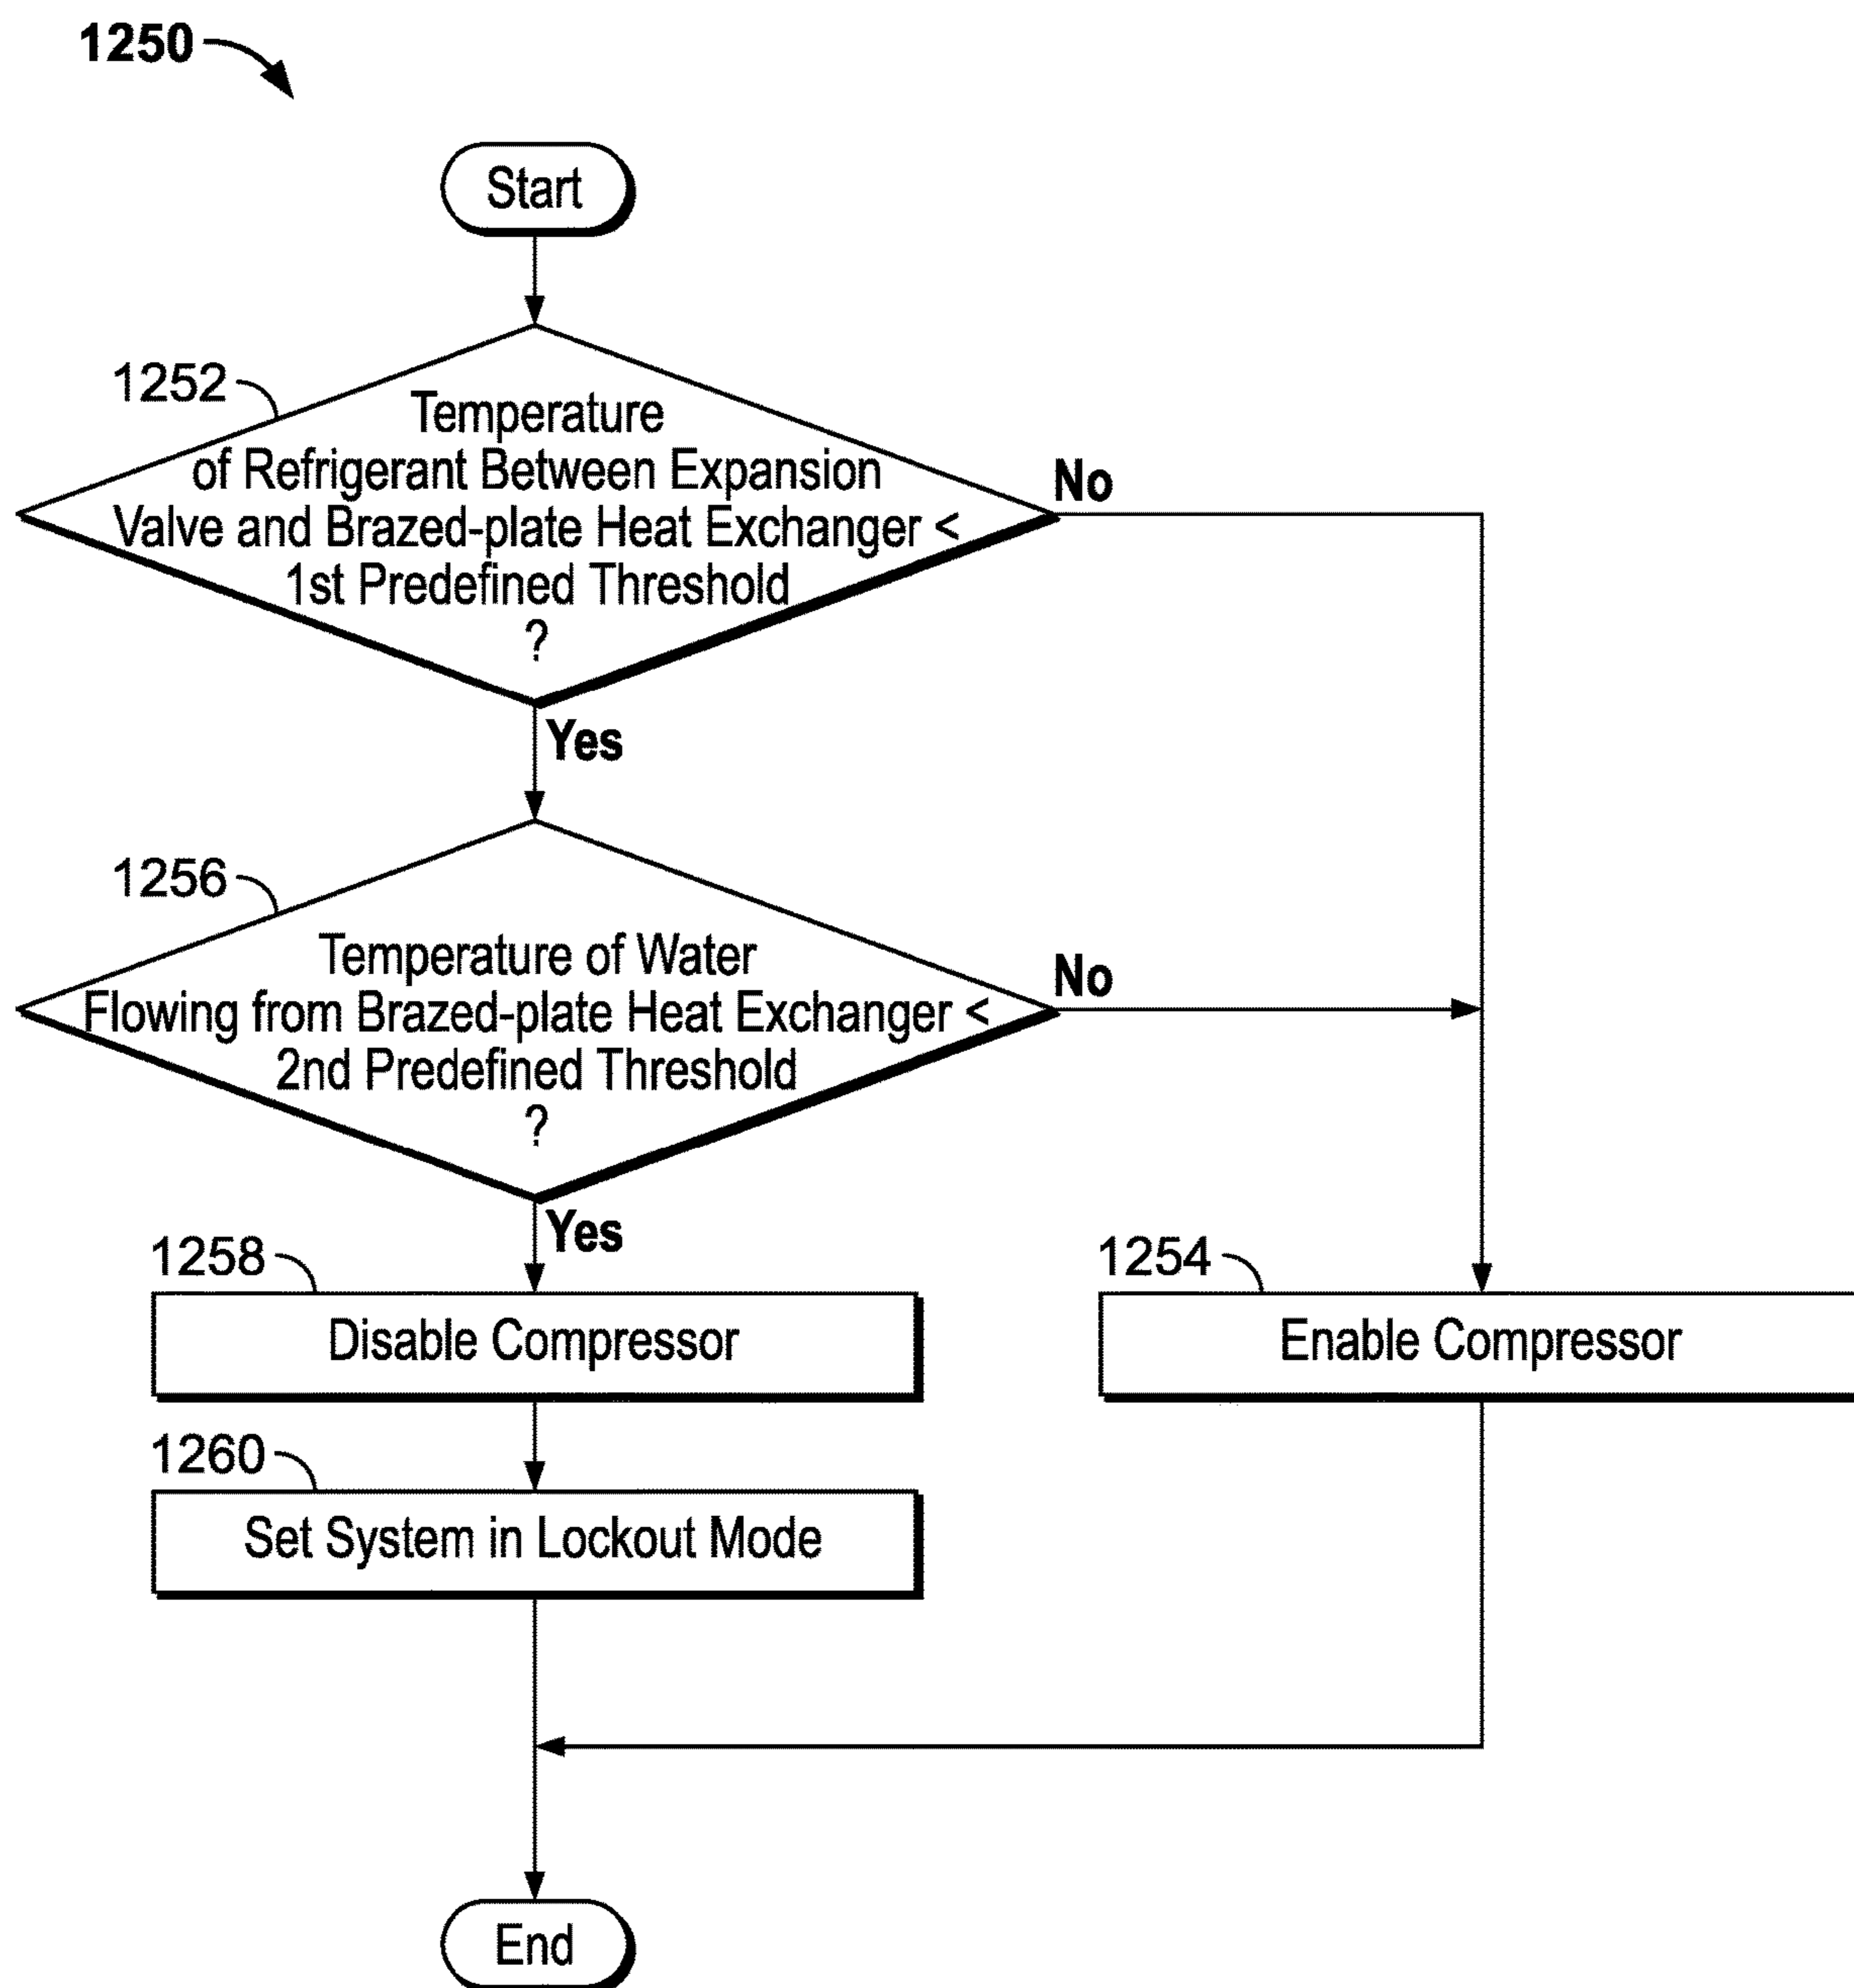 1250
Start
1252
Temperature
of Refrigerant Between Expansion
Valve and Brazed-plate Heat Exchanger <
1st Predefined Threshold
?
No
Yes
1256
Temperature of Water
Flowing from Brazed-plate Heat Exchanger <
2nd Predefined Threshold
?
No
Yes
1258
Disable Compressor
1254
Enable Compressor
1260
Set System in Lockout Mode
End